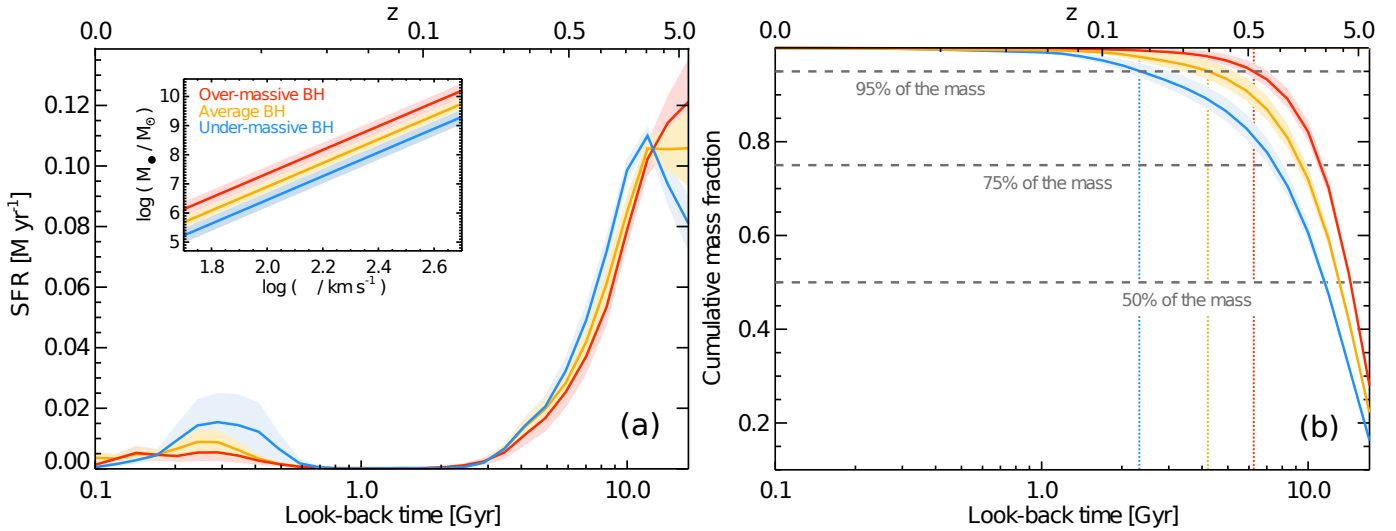 z
0.0 0.1 0.5 5.0
0.12
0.10
0.08
0.06
0.04
0.02
0.00
SFR [M yr⁻¹]
Over-massive BH
Average BH
Under-massive BH
10
9
8
7
6
5
log ( M● / M⊙)
1.8 2.0 2.2 2.4 2.6
log ( / km s⁻¹)
(a)
0.1 1.0 10.0
Look-back time [Gyr]
z
0.0 0.1 0.5 5.0
0.8
0.6
0.4
0.2
Cumulative mass fraction
95% of the mass
75% of the mass
50% of the mass
(b)
0.1 1.0 10.0
Look-back time [Gyr]